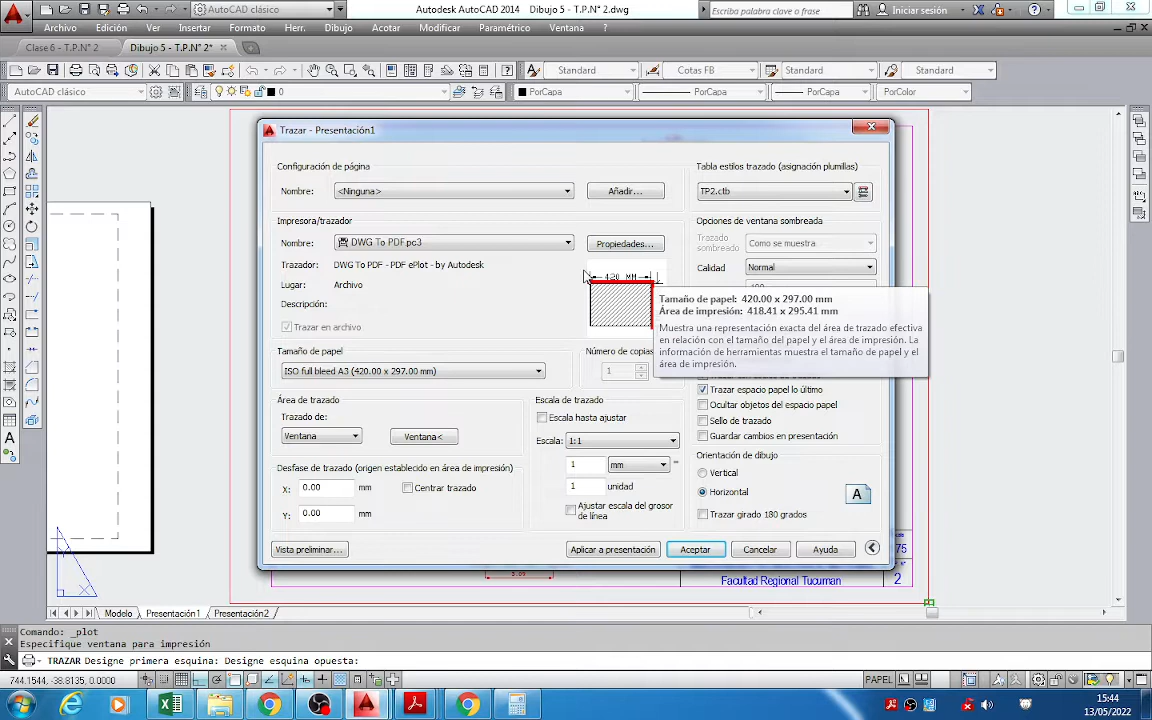 AutoCAD clásico
Autodesk AutoCAD 2014
Dibujo 5 - T.P.N° 2.dwg
Escriba palabra clave o frase
Iniciar sesión
Archivo
Edición
Ver
Insertar
Formato
Herr.
Dibujo
Acotar
Modificar
Paramétrico
Ventana
?
Clase 6 - T.P.N° 2
Dibujo 5 - T.P.N° 2*
Standard
Cotas FB
Standard
Standard
AutoCAD clásico
0
PorCapa
PorCapa
PorCapa
PorColor
Trazar - Presentación1
Configuración de página
Nombre:
<Ninguna>
Añadir...
Tabla estilos trazado (asignación plumillas)
TP2.ctb
Impresora/trazador
Nombre:
DWG To PDF.pc3
Propiedades...
Trazador:
DWG To PDF - PDF ePlot - by Autodesk
Lugar:
Archivo
Descripción:
Trazar en archivo
420 MM
Opciones de ventana sombreada
Trazado sombreado
Como se muestra
Calidad
Normal
Tamaño de papel: 420.00 x 297.00 mm
Área de impresión: 418.41 x 295.41 mm
Muestra una representación exacta del área de trazado efectiva
en relación con el tamaño del papel y el área de impresión. La
información de herramientas muestra el tamaño de papel y el
área de impresión.
Tamaño de papel
ISO full bleed A3 (420.00 x 297.00 mm)
Número de copias
1
Trazar espacio papel lo último
Ocultar objetos del espacio papel
Sello de trazado
Guardar cambios en presentación
Área de trazado
Trazado de:
Ventana
Ventana<
Escala de trazado
Escala hasta ajustar
Escala:
1:1
1
mm
=
1
unidad
Ajustar escala del grosor
de línea
Desfase de trazado (origen establecido en área de impresión)
X:
0.00
mm
Centrar trazado
Y:
0.00
mm
Orientación de dibujo
Vertical
Horizontal
A
Trazar girado 180 grados
Vista preliminar...
Aplicar a presentación
Aceptar
Cancelar
Ayuda
75
Facultad Regional Tucuman
2
Modelo
Presentación1
Presentación2
Comando: _plot
Especifique ventana para impresión
TRAZAR Designe primera esquina: Designe esquina opuesta:
744.1544, -38.8135, 0.0000
PAPEL
15:44
13/05/2022